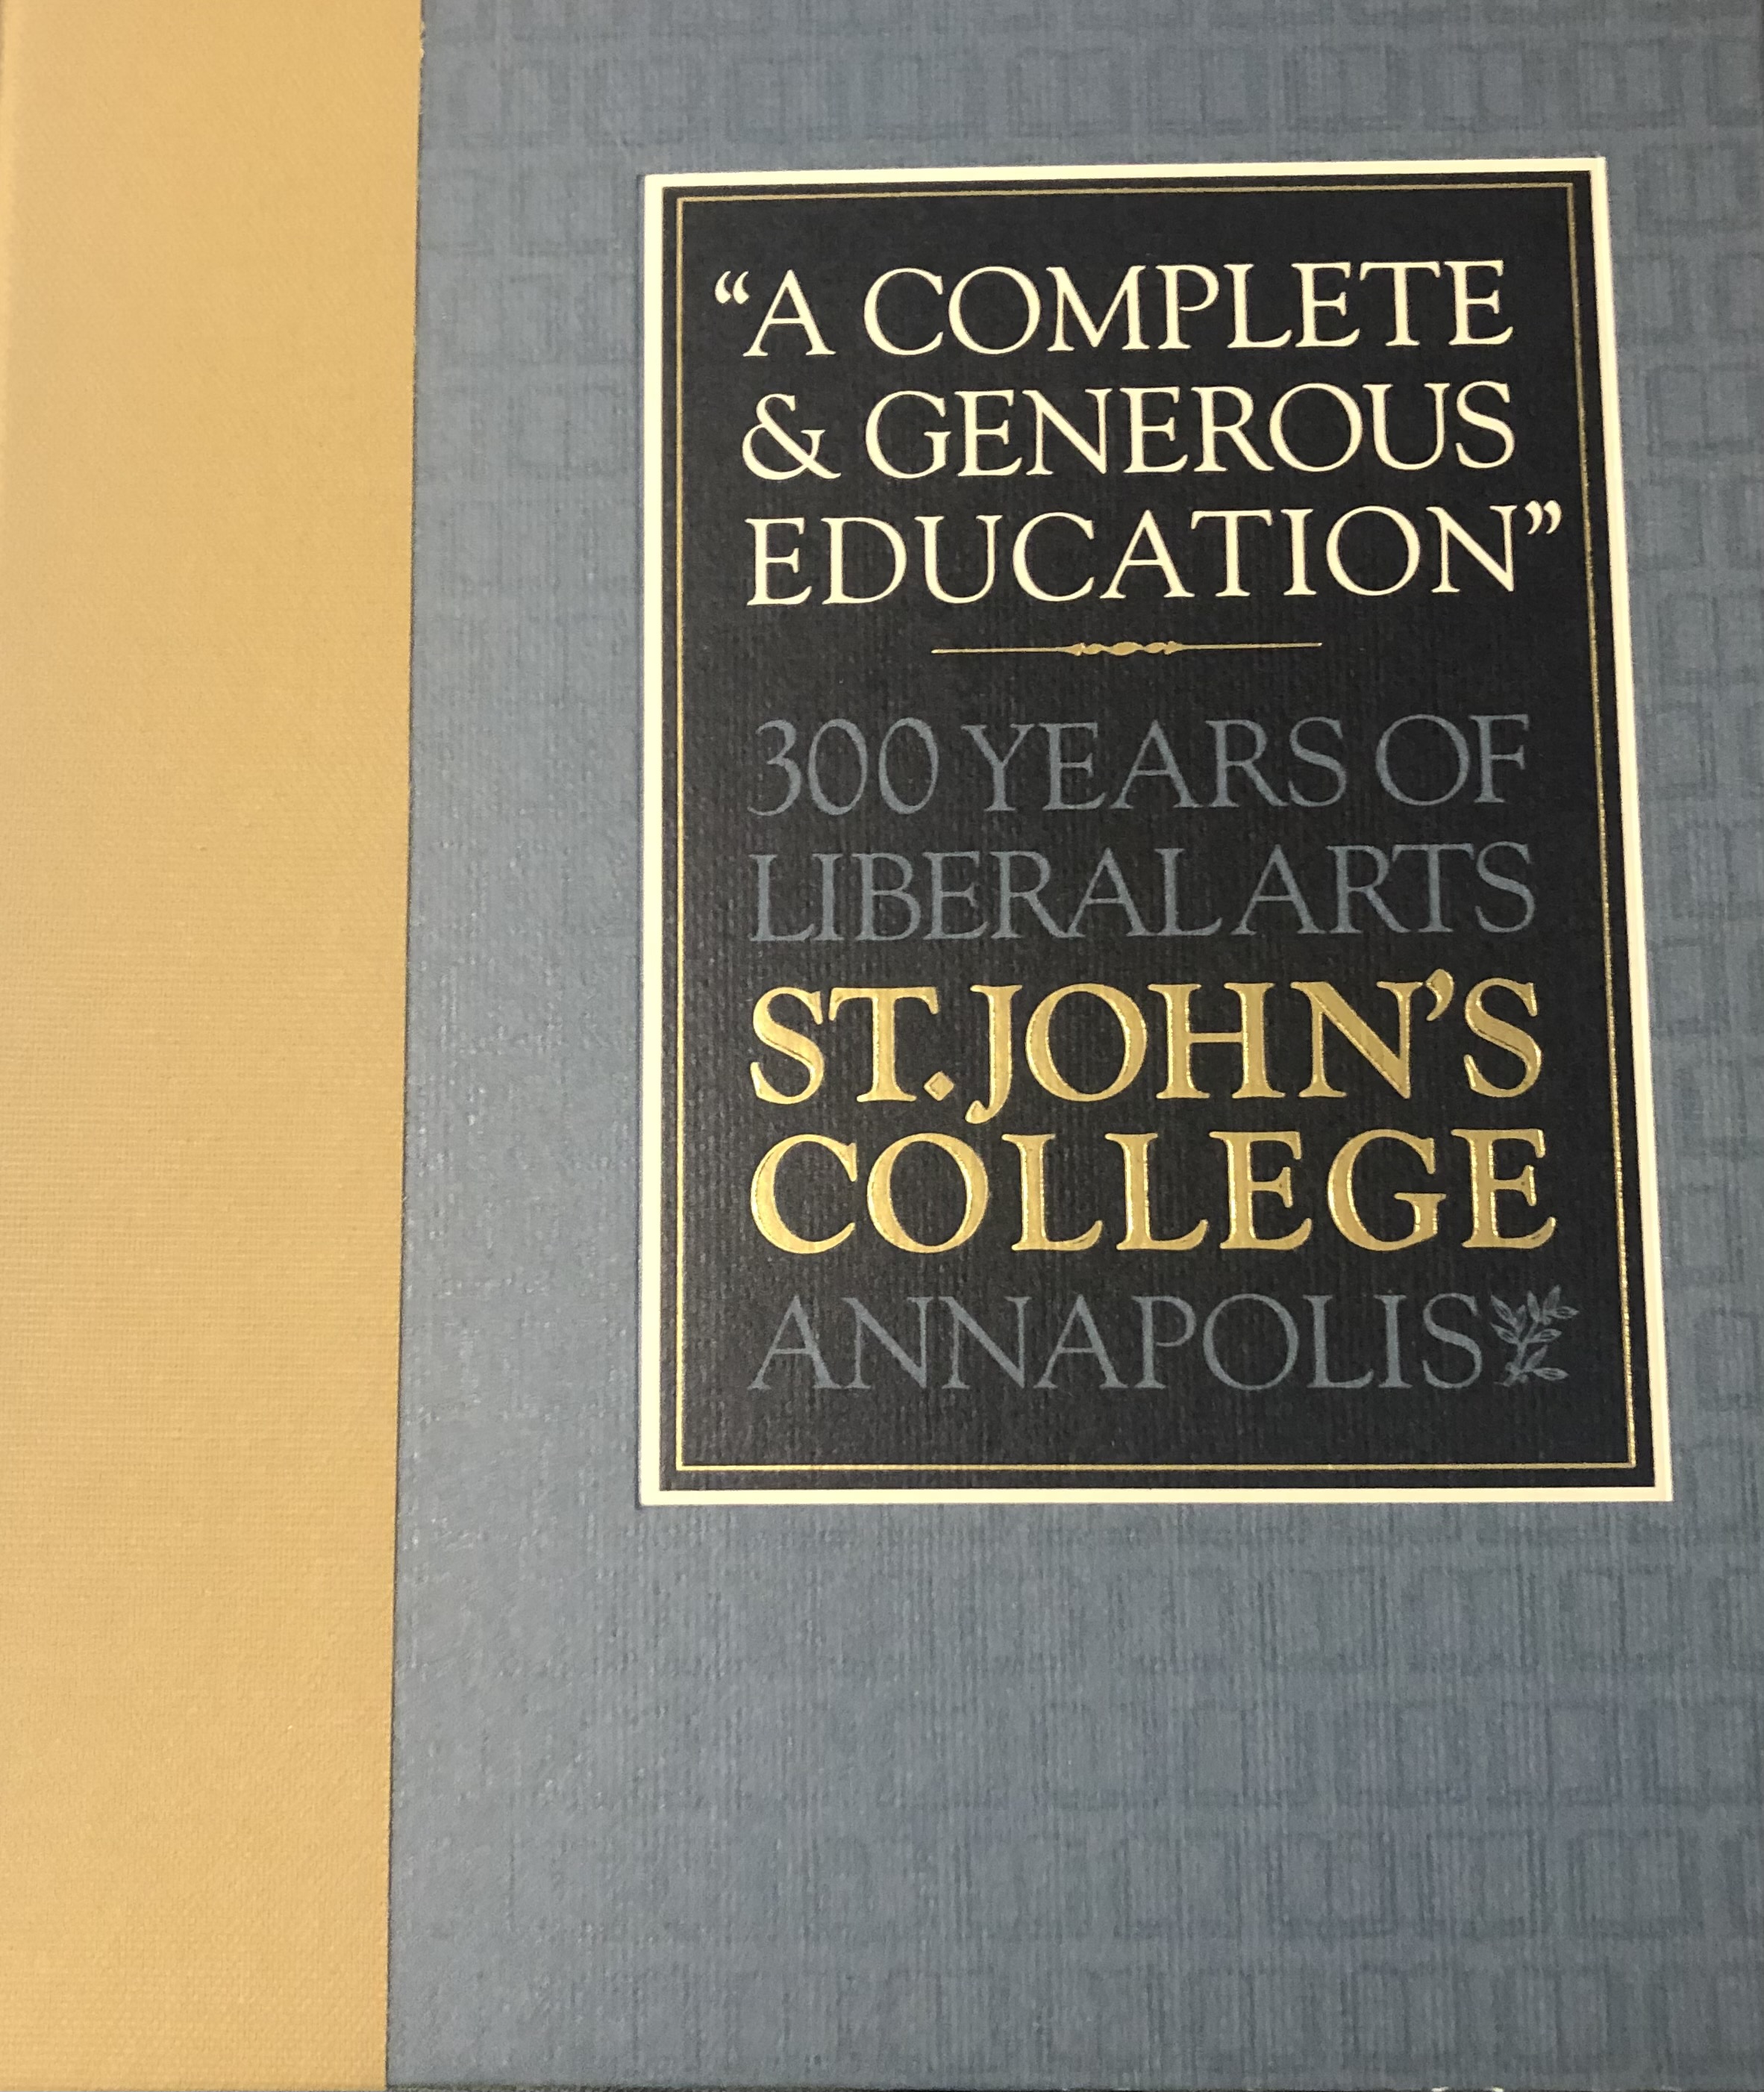 “A COMPLETE
& GENEROUS
EDUCATION”
300 YEARS OF
LIBERAL ARTS
ST. JOHN’S
COLLEGE
ANNAPOLIS